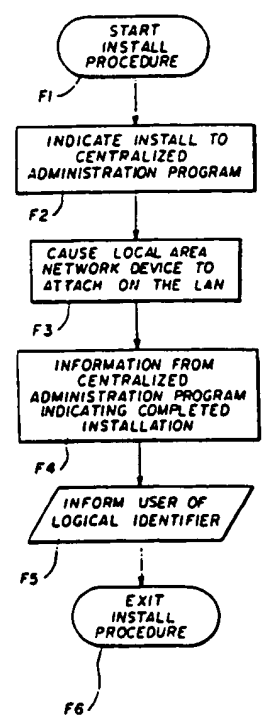 START
INSTALL
PROCEDURE
F1
INDICATE INSTALL TO
CENTRALIZED
ADMINISTRATION PROGRAM
F2
CAUSE LOCAL AREA
NETWORK DEVICE TO
ATTACH ON THE LAN
F3
INFORMATION FROM
CENTRALIZED
ADMINISTRATION PROGRAM
INDICATING COMPLETED
INSTALLATION
F4
INFORM USER OF
LOGICAL IDENTIFIER
F5
EXIT
INSTALL
PROCEDURE
F6